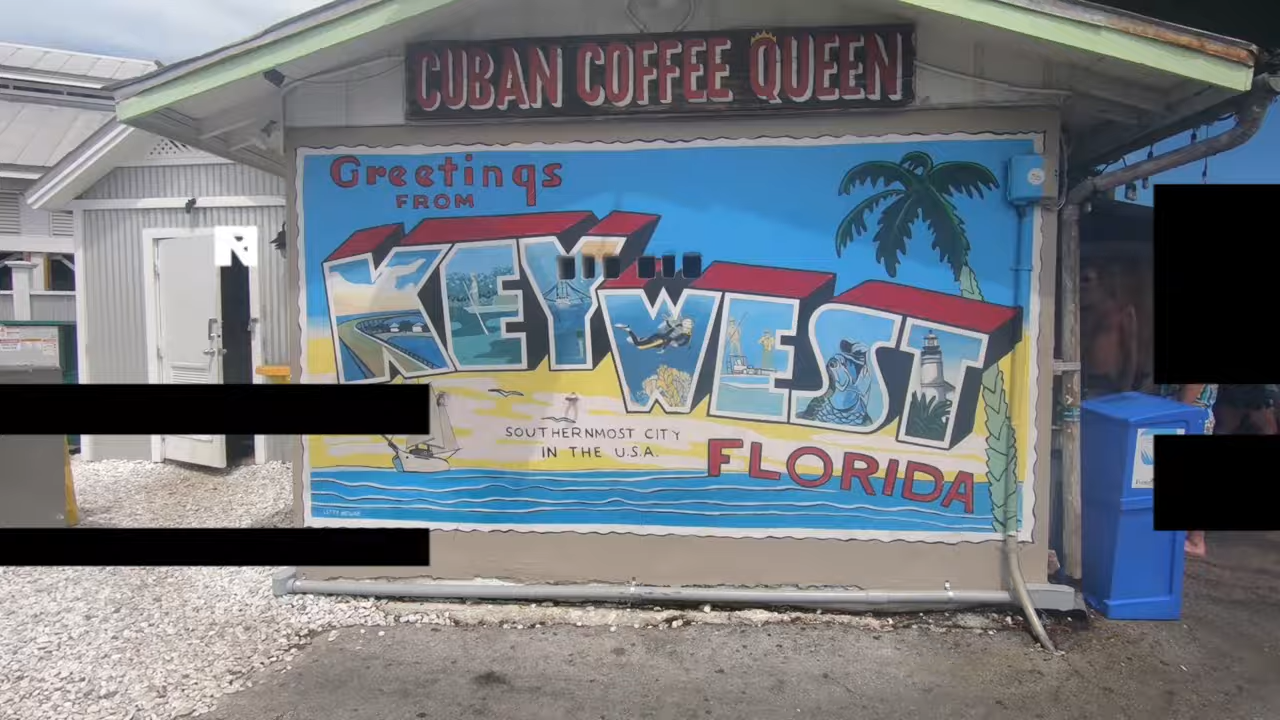 CUBAN COFFEE QUEEN
Greetings
FROM
KEY WEST
SOUTHERNMOST CITY
IN THE U.S.A.
FLORIDA
R